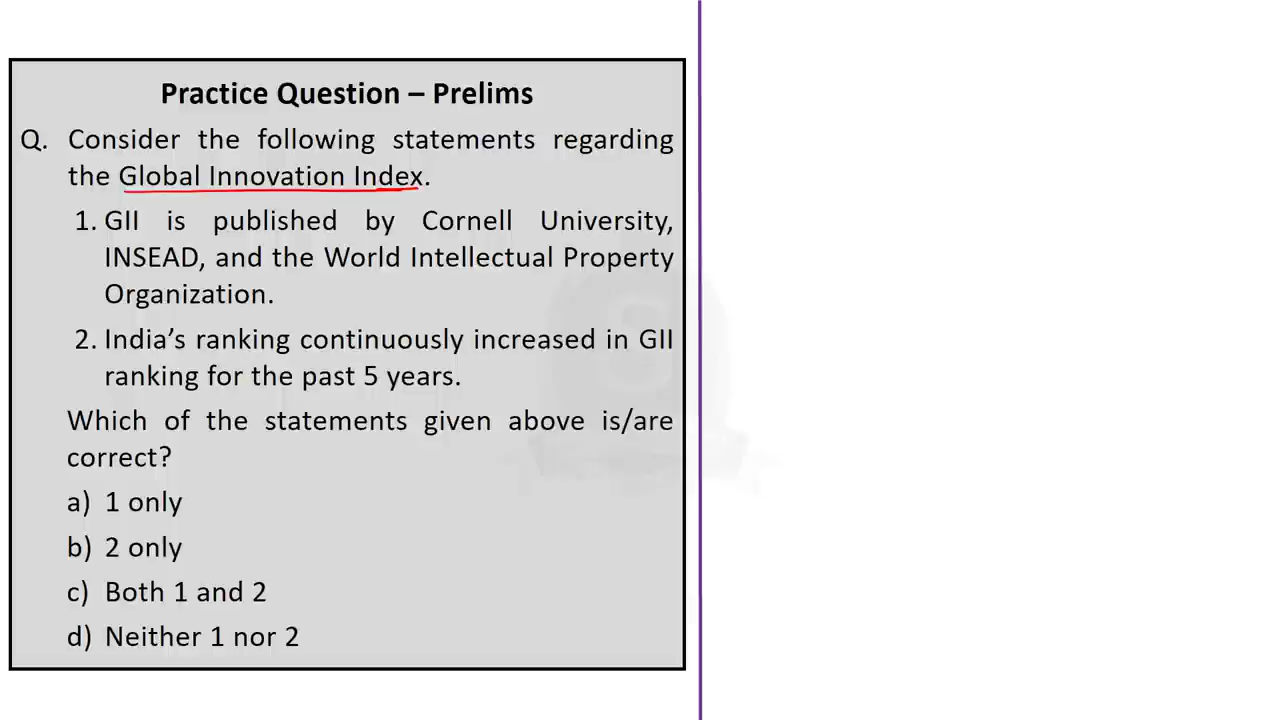 Practice Question – Prelims
Q. Consider the following statements regarding
the Global Innovation Index.
1. GII is published by Cornell University,
INSEAD, and the World Intellectual Property
Organization.
2. India’s ranking continuously increased in GII
ranking for the past 5 years.
Which of the statements given above is/are
correct?
a) 1 only
b) 2 only
c) Both 1 and 2
d) Neither 1 nor 2